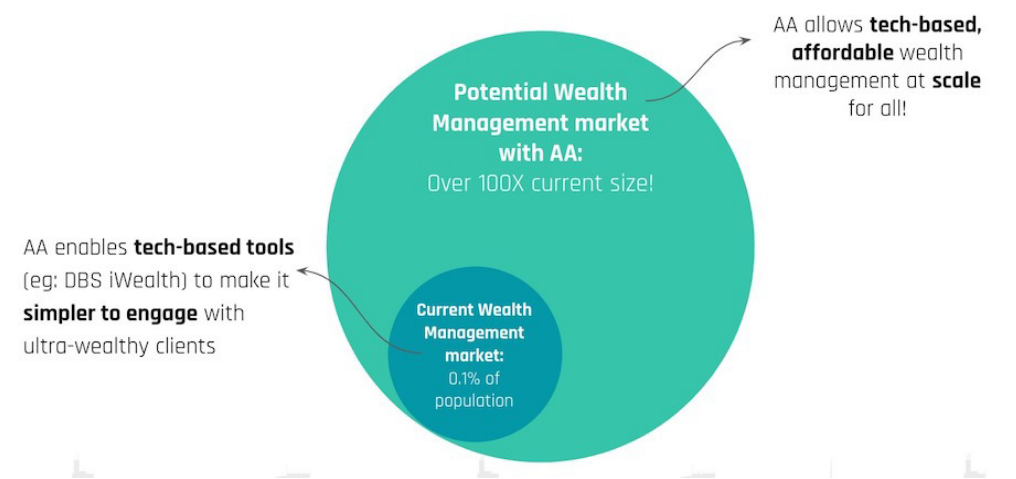 AA allows tech-based,
affordable wealth
management at scale
for all!
Potential Wealth
Management market
with AA:
Over 100X current size!
AA enables tech-based tools
(eg: DBS iWealth) to make it
simpler to engage with
ultra-wealthy clients
Current Wealth
Management
market:
0.1% of
population